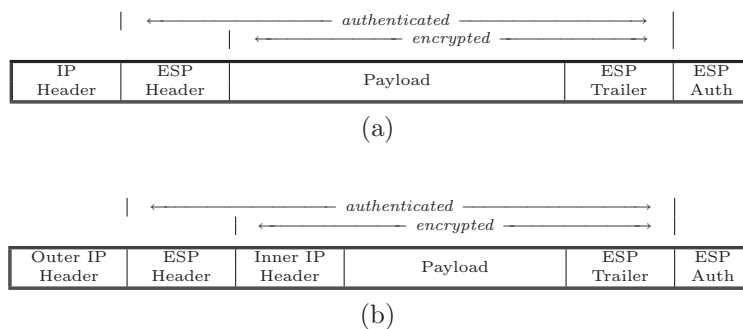 authenticated
encrypted
IP Header ESP Header Payload ESP Trailer ESP Auth
(a)
authenticated
encrypted
Outer IP Header ESP Header Inner IP Header Payload ESP Trailer ESP Auth
(b)